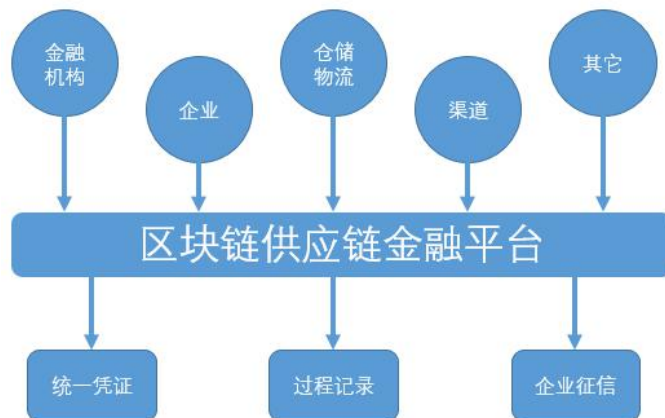 金融
机构
企业
仓储
物流
渠道
其它
区块链供应链金融平台
统一凭证
过程记录
企业征信